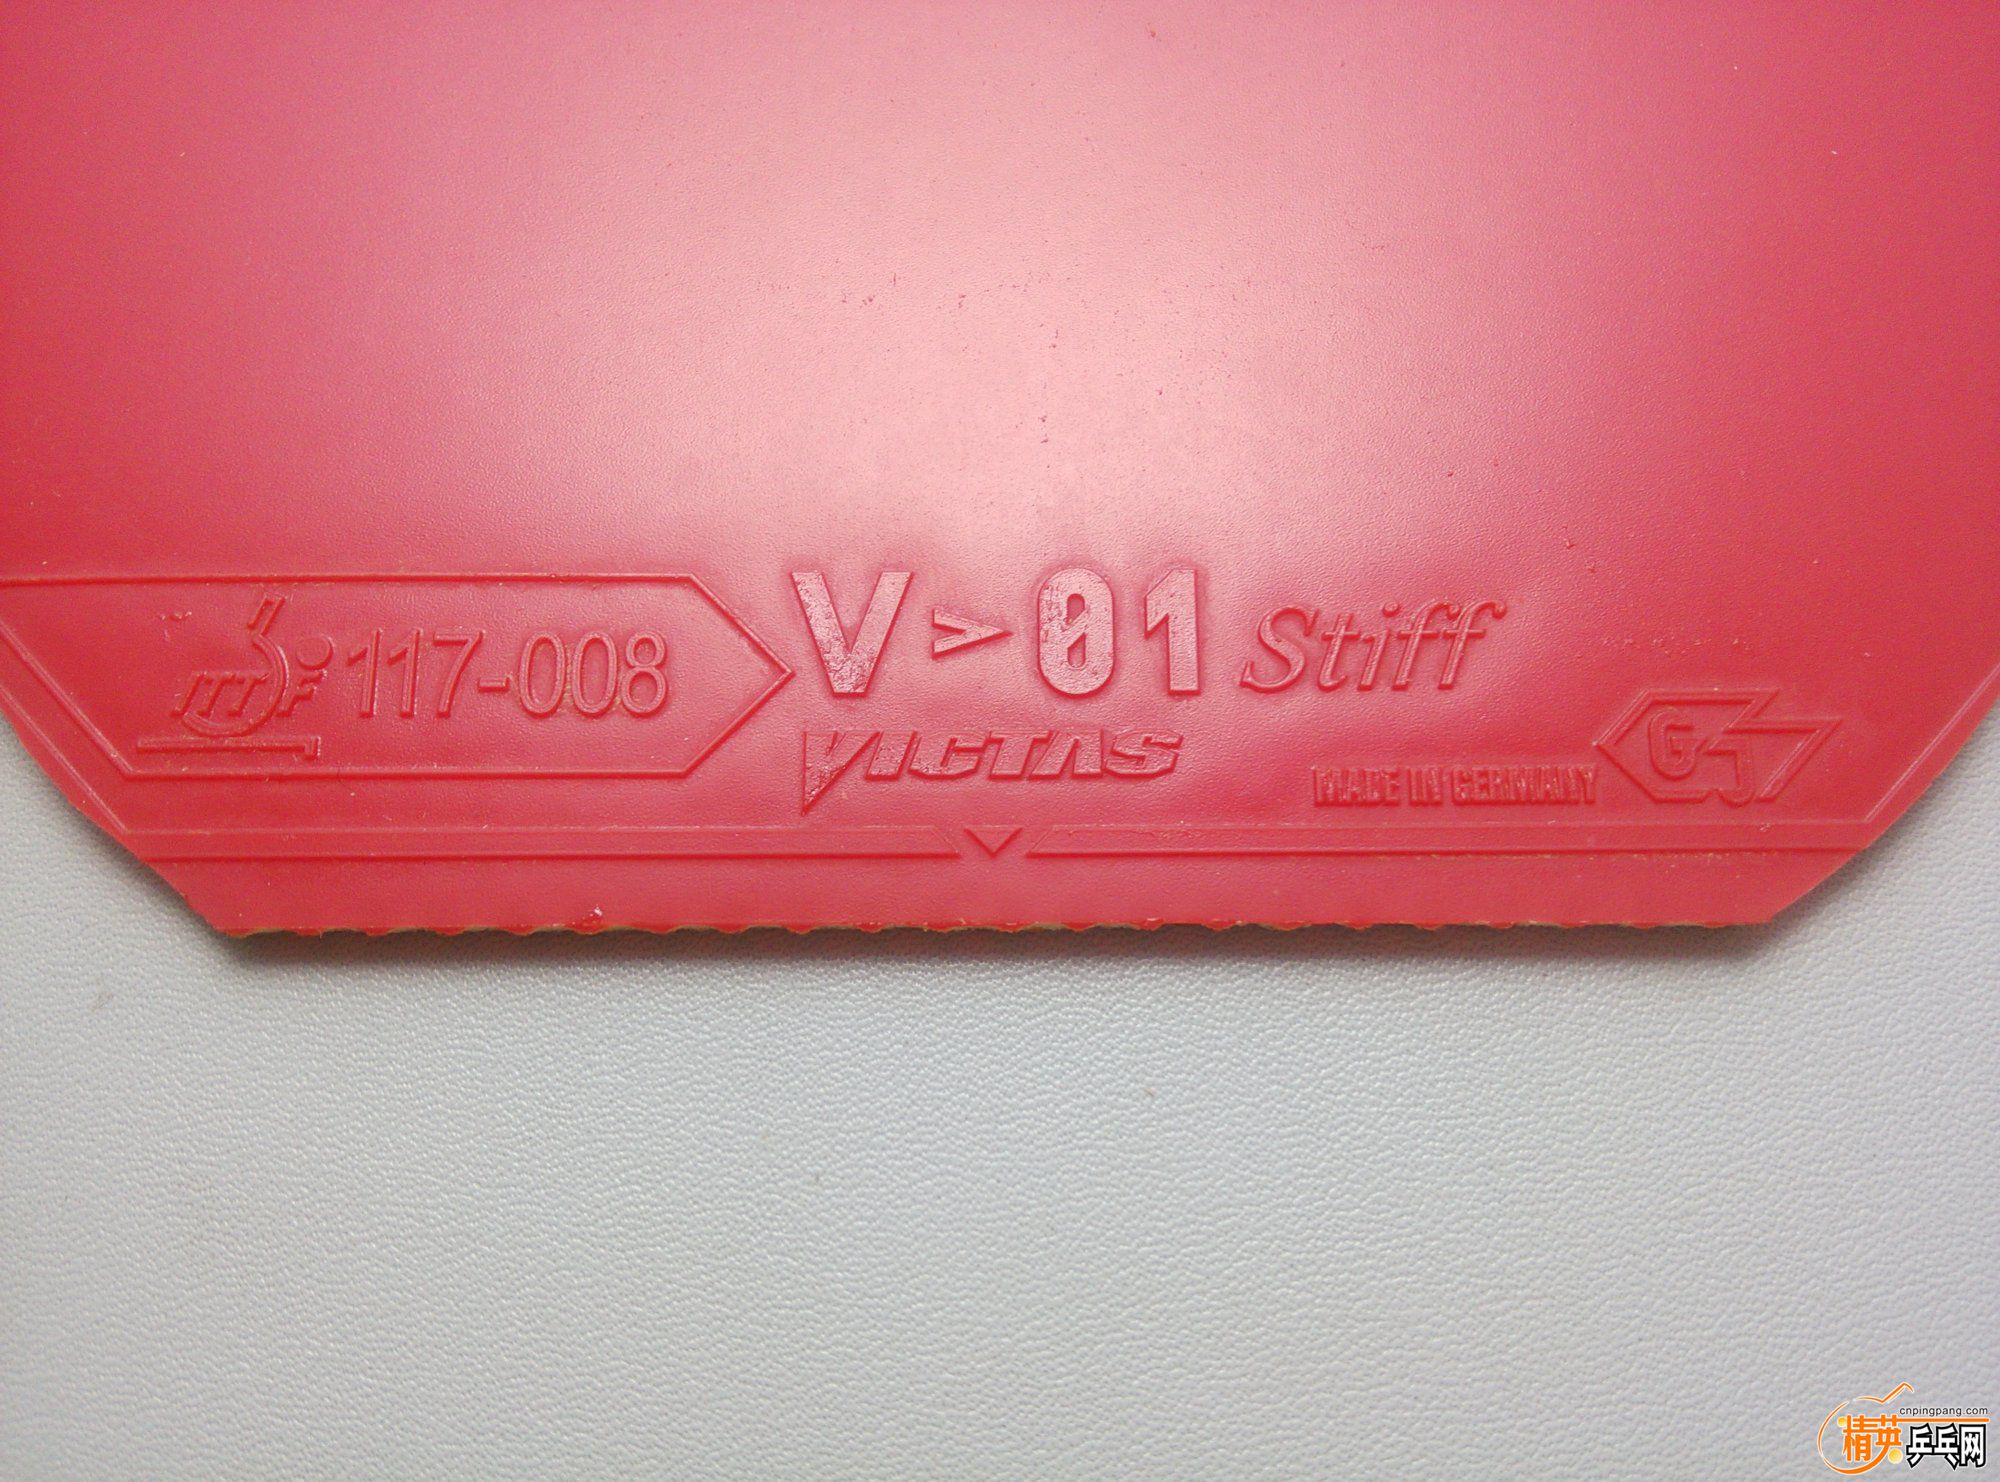 ITTF 117-008
V>01 Stiff
VICTAS
MADE IN GERMANY
cnpingpang.com
精英乒乓网